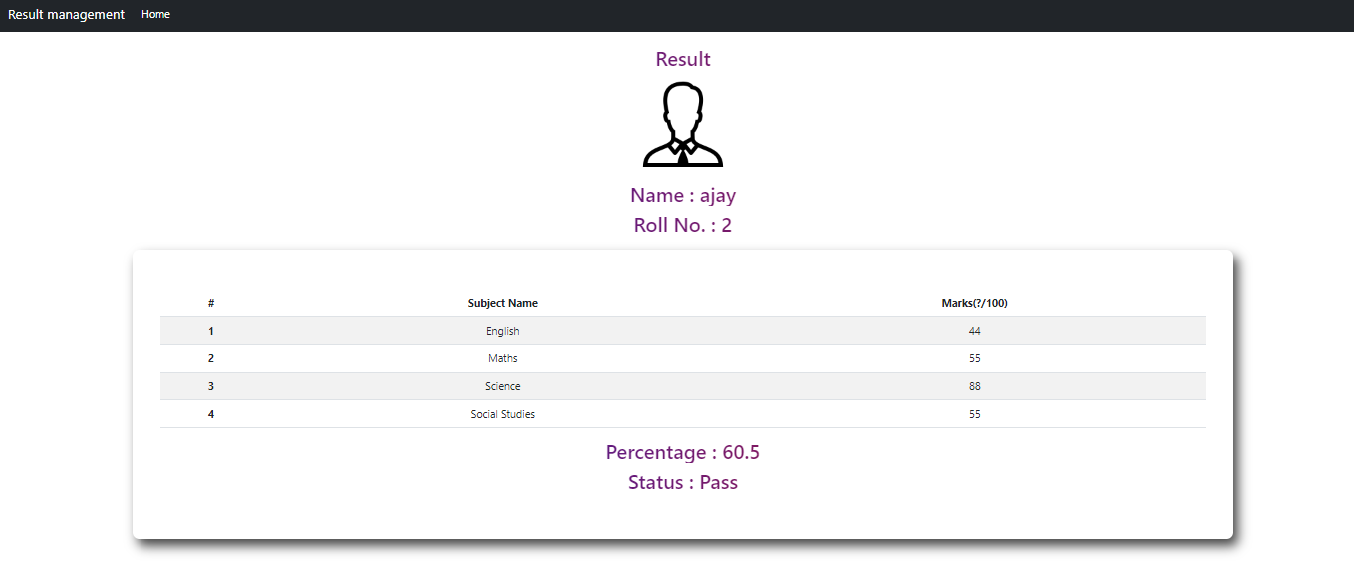 Result management Home
Result
Name : ajay
Roll No. : 2
# Subject Name Marks(?/100)
1 English 44
2 Maths 55
3 Science 88
4 Social Studies 55
Percentage : 60.5
Status : Pass